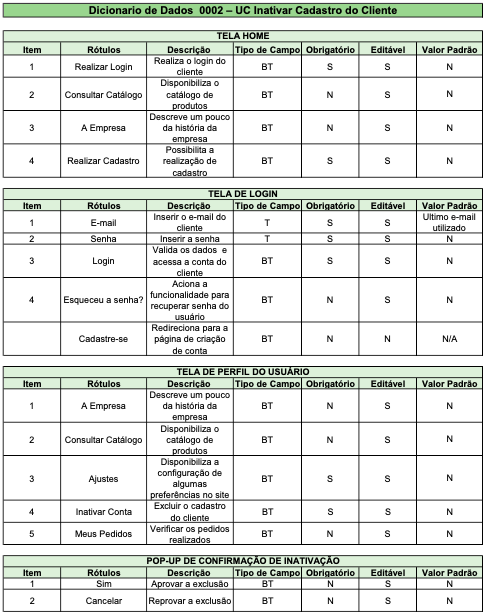 Dicionario de Dados 0002 – UC Inativar Cadastro do Cliente
TELA HOME
Item Rótulos Descrição Tipo de Campo Obrigatório Editável Valor Padrão
1 Realizar Login Realiza o login do cliente BT S S N
2 Consultar Catálogo Disponibiliza o catálogo de produtos BT N S N
3 A Empresa Descreve um pouco da história da empresa BT N S N
4 Realizar Cadastro Possibilita a realização de cadastro BT S S N
TELA DE LOGIN
Item Rótulos Descrição Tipo de Campo Obrigatório Editável Valor Padrão
1 E-mail Inserir o e-mail do cliente T S S Ultimo e-mail utilizado
2 Senha Inserir a senha T S S N
3 Login Valida os dados e acessa a conta do cliente BT S S N
4 Esqueceu a senha? Aciona a funcionalidade para recuperar senha do usuário BT N S N
Cadastre-se Redireciona para a página de criação de conta BT N N N/A
TELA DE PERFIL DO USUÁRIO
Item Rótulos Descrição Tipo de Campo Obrigatório Editável Valor Padrão
1 A Empresa Descreve um pouco da história da empresa BT N S N
2 Consultar Catálogo Disponibiliza o catálogo de produtos BT N S N
3 Ajustes Disponibiliza a configuração de algumas preferências no site BT S S N
4 Inativar Conta Excluir o cadastro do cliente BT S S N
5 Meus Pedidos Verificar os pedidos realizados BT N S N
POP-UP DE CONFIRMAÇÃO DE INATIVAÇÃO
Item Rótulos Descrição Tipo de Campo Obrigatório Editável Valor Padrão
1 Sim Aprovar a exclusão BT N S N
2 Cancelar Reprovar a exclusão BT N S N